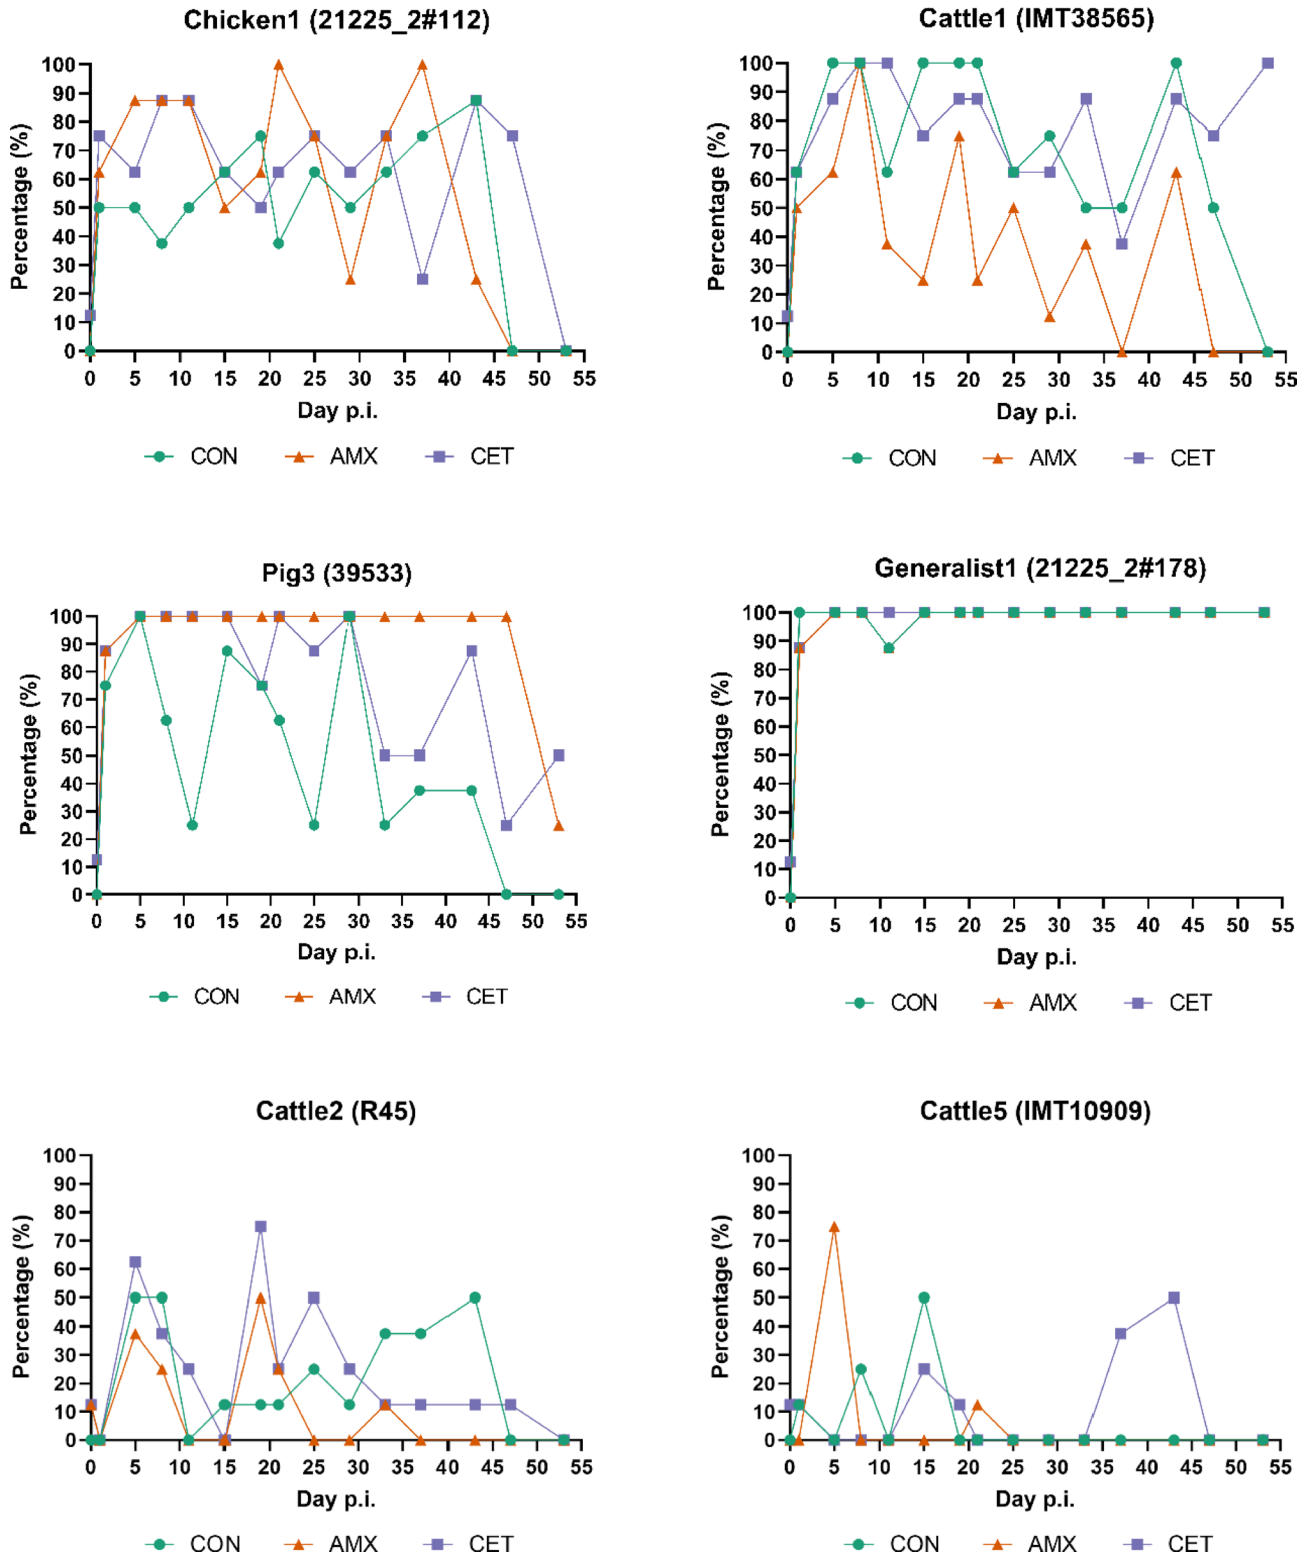 Chicken1 (21225_2#112)
Percentage (%)
100
90
80
70
60
50
40
30
20
10
0
0 5 10 15 20 25 30 35 40 45 50 55
Day p.i.
CON AMX CET
Cattle1 (IMT38565)
Percentage (%)
100
90
80
70
60
50
40
30
20
10
0
0 5 10 15 20 25 30 35 40 45 50 55
Day p.i.
CON AMX CET
Pig3 (39533)
Percentage (%)
100
90
80
70
60
50
40
30
20
10
0
0 5 10 15 20 25 30 35 40 45 50 55
Day p.i.
CON AMX CET
Generalist1 (21225_2#178)
Percentage (%)
100
90
80
70
60
50
40
30
20
10
0
0 5 10 15 20 25 30 35 40 45 50 55
Day p.i.
CON AMX CET
Cattle2 (R45)
Percentage (%)
100
90
80
70
60
50
40
30
20
10
0
0 5 10 15 20 25 30 35 40 45 50 55
Day p.i.
CON AMX CET
Cattle5 (IMT10909)
Percentage (%)
100
90
80
70
60
50
40
30
20
10
0
0 5 10 15 20 25 30 35 40 45 50 55
Day p.i.
CON AMX CET